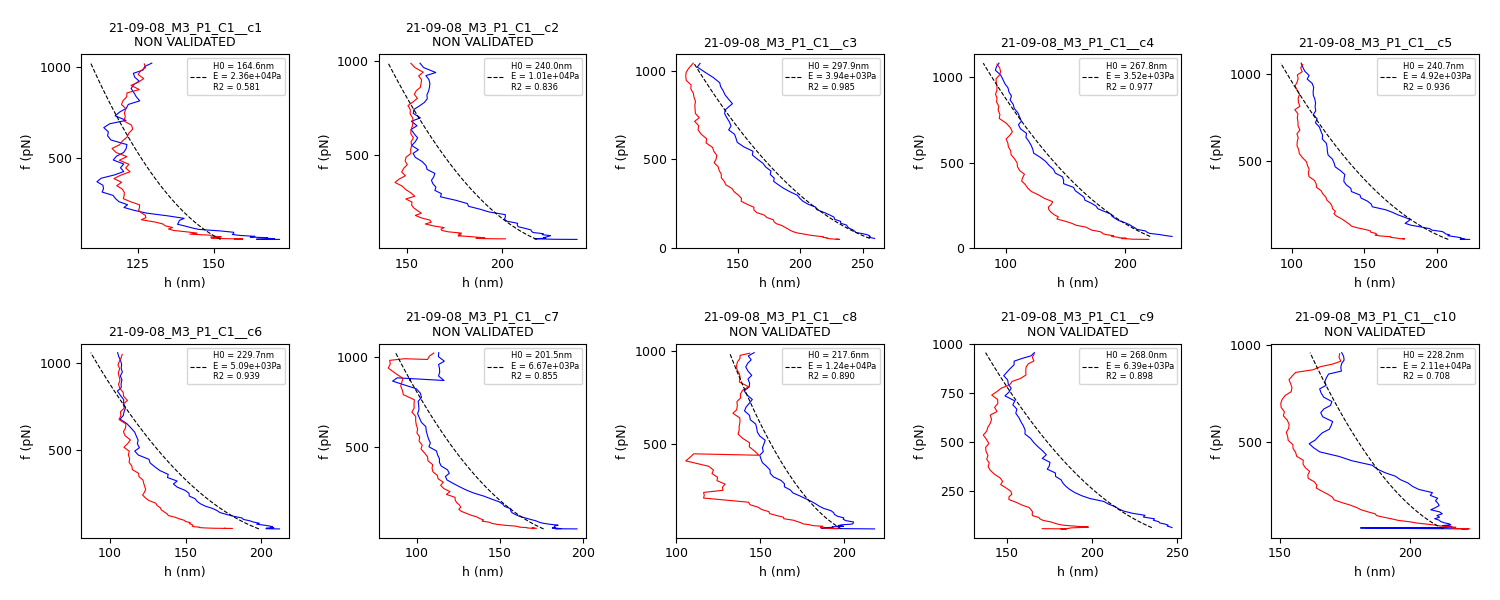 21-09-08_M3_P1_C1__c1
NON VALIDATED
H0 = 164.6nm
E = 2.36e+04Pa
R2 = 0.581
1000
500
f (pN)
125
150
h (nm)
21-09-08_M3_P1_C1__c2
NON VALIDATED
H0 = 240.0nm
E = 1.01e+04Pa
R2 = 0.836
1000
500
f (pN)
150
200
h (nm)
21-09-08_M3_P1_C1__c3
H0 = 297.9nm
E = 3.94e+03Pa
R2 = 0.985
1000
500
0
f (pN)
150
200
250
h (nm)
21-09-08_M3_P1_C1__c4
H0 = 267.8nm
E = 3.52e+03Pa
R2 = 0.977
1000
500
0
f (pN)
100
200
h (nm)
21-09-08_M3_P1_C1__c5
H0 = 240.7nm
E = 4.92e+03Pa
R2 = 0.936
1000
500
f (pN)
100
150
200
h (nm)
21-09-08_M3_P1_C1__c6
H0 = 229.7nm
E = 5.09e+03Pa
R2 = 0.939
1000
500
f (pN)
100
150
200
h (nm)
21-09-08_M3_P1_C1__c7
NON VALIDATED
H0 = 201.5nm
E = 6.67e+03Pa
R2 = 0.855
1000
500
f (pN)
100
150
200
h (nm)
21-09-08_M3_P1_C1__c8
NON VALIDATED
H0 = 217.6nm
E = 1.24e+04Pa
R2 = 0.890
1000
500
f (pN)
100
150
200
h (nm)
21-09-08_M3_P1_C1__c9
NON VALIDATED
H0 = 268.0nm
E = 6.39e+03Pa
R2 = 0.898
1000
750
500
250
f (pN)
150
200
250
h (nm)
21-09-08_M3_P1_C1__c10
NON VALIDATED
H0 = 228.2nm
E = 2.11e+04Pa
R2 = 0.708
1000
500
f (pN)
150
200
h (nm)